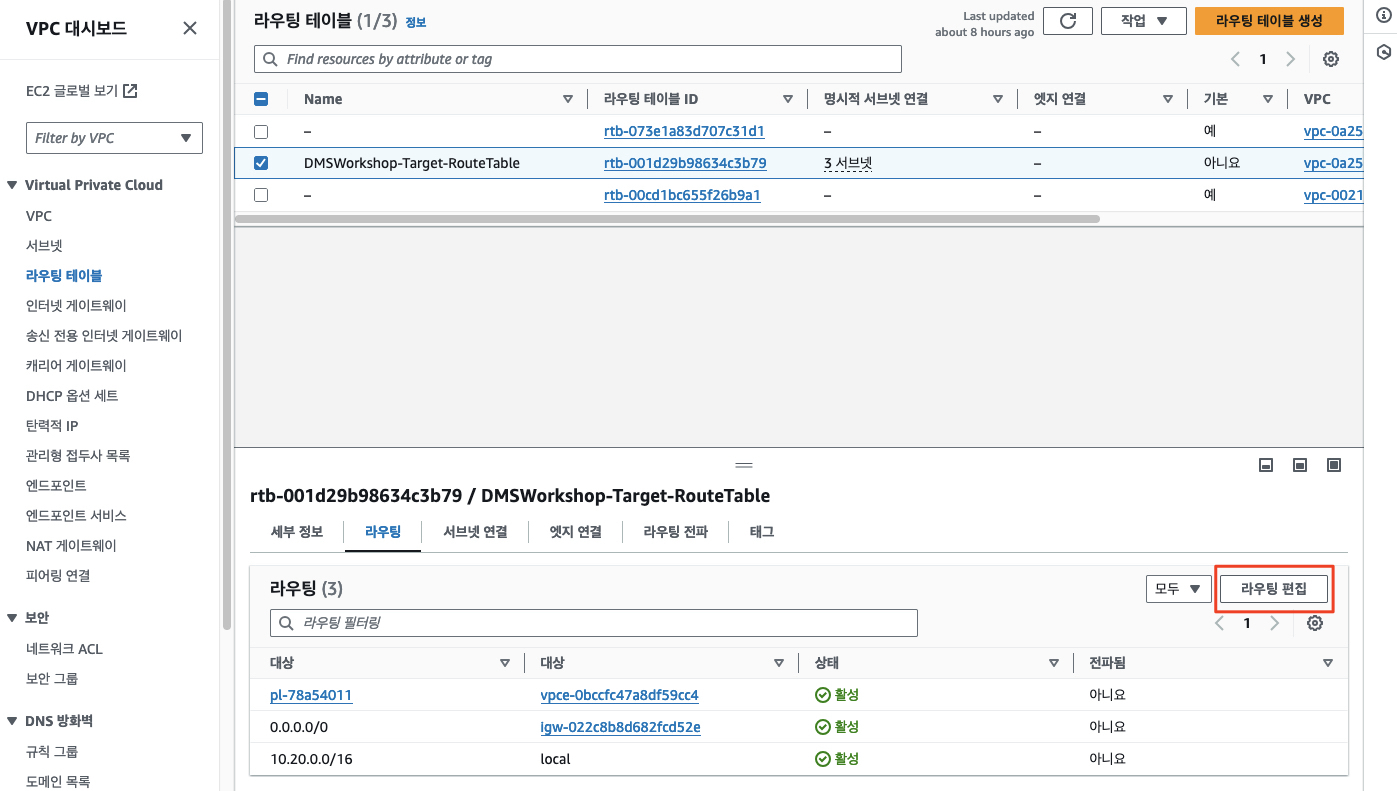 VPC 대시보드
EC2 글로벌 보기
Filter by VPC
Virtual Private Cloud
VPC
서브넷
라우팅 테이블
인터넷 게이트웨이
송신 전용 인터넷 게이트웨이
캐리어 게이트웨이
DHCP 옵션 세트
탄력적 IP
관리형 접두사 목록
엔드포인트
엔드포인트 서비스
NAT 게이트웨이
피어링 연결
보안
네트워크 ACL
보안 그룹
DNS 방화벽
규칙 그룹
도메인 목록
라우팅 테이블 (1/3) 정보
Last updated
about 8 hours ago
작업
라우팅 테이블 생성
Find resources by attribute or tag
1
Name 라우팅 테이블 ID 명시적 서브넷 연결 엣지 연결 기본 VPC
– rtb-073e1a83d707c31d1 – – 예 vpc-0a25
DMSWorkshop-Target-RouteTable rtb-001d29b98634c3b79 3 서브넷 – 아니요 vpc-0a25
– rtb-00cd1bc655f26b9a1 – – 예 vpc-0021
rtb-001d29b98634c3b79 / DMSWorkshop-Target-RouteTable
세부 정보 라우팅 서브넷 연결 엣지 연결 라우팅 전파 태그
라우팅 (3)
모두
라우팅 편집
라우팅 필터링
1
대상 대상 상태 전파됨
pl-78a54011 vpce-0bccfc47a8df59cc4 활성 아니요
0.0.0.0/0 igw-022c8b8d682fcd52e 활성 아니요
10.20.0.0/16 local 활성 아니요